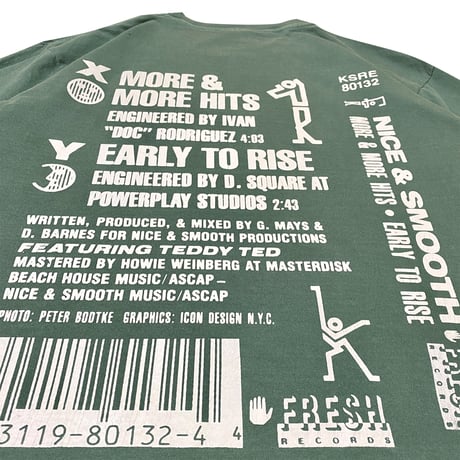 X MORE &
MORE HITS
ENGINEERED BY IVAN
"DOC" RODRIGUEZ 4:03
Y EARLY TO RISE
ENGINEERED BY D. SQUARE AT
POWERPLAY STUDIOS 2:43
WRITTEN, PRODUCED, & MIXED BY G. MAYS &
D. BARNES FOR NICE & SMOOTH PRODUCTIONS
FEATURING TEDDY TED
MASTERED BY HOWIE WEINBERG AT MASTERDISK
BEACH HOUSE MUSIC/ASCAP –
NICE & SMOOTH MUSIC/ASCAP
PHOTO: PETER BODTKE GRAPHICS: ICON DESIGN N.Y.C.
3119-80132-4 4
FRESH
RECORDS
KSRE
80132
NICE & SMOOTH
MORE & MORE HITS • EARLY TO RISE
FRESH
RECORDS